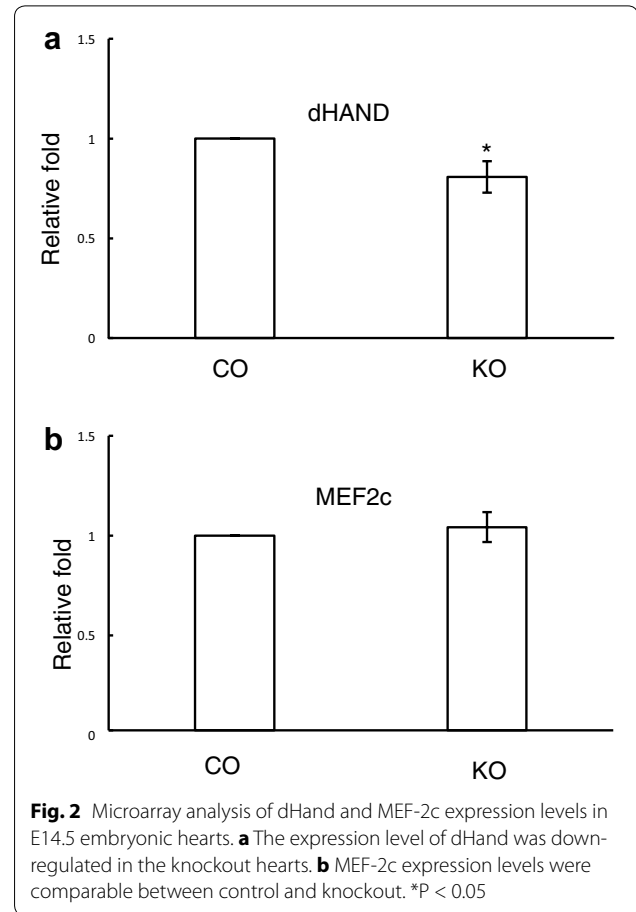 a
1.5
dHAND
1
*
Relative fold
0.5
0
CO KO
b
1.5
MEF2c
1
Relative fold
0.5
0
CO KO
Fig. 2 Microarray analysis of dHand and MEF-2c expression levels in
E14.5 embryonic hearts. a The expression level of dHand was down-
regulated in the knockout hearts. b MEF-2c expression levels were
comparable between control and knockout. *P < 0.05